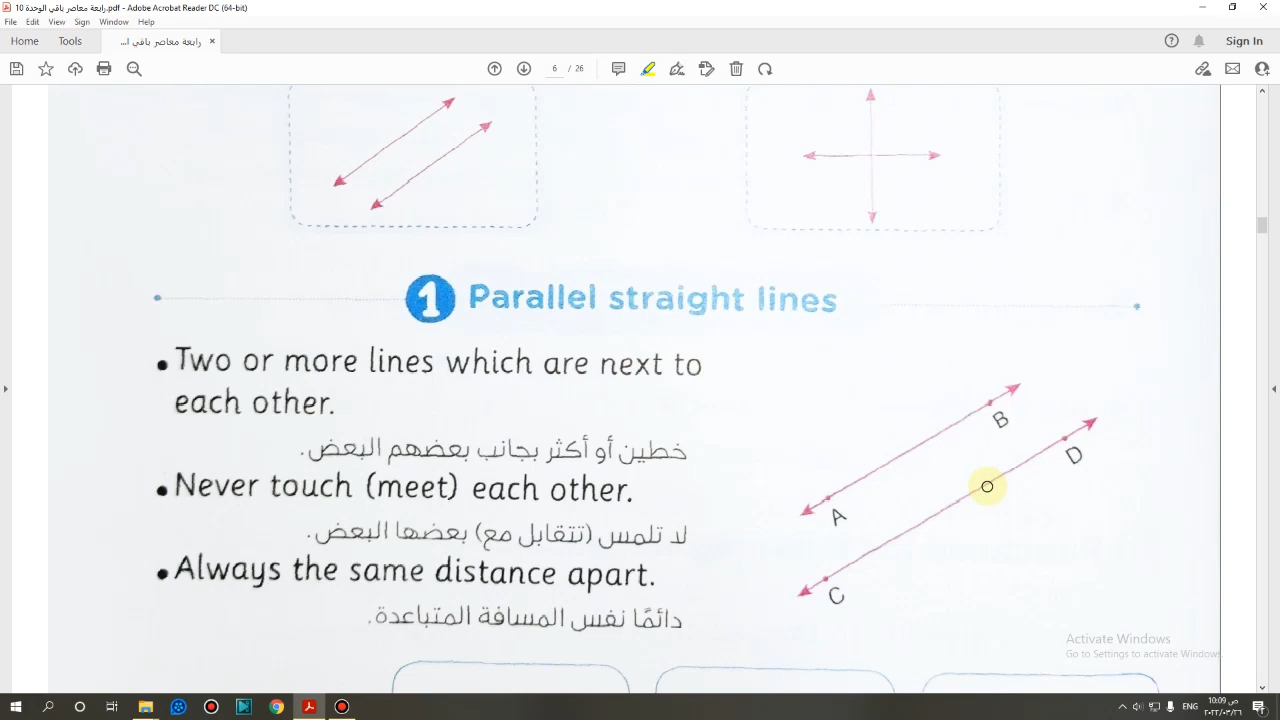 رابعة معاصر باقي الوحدة 10.pdf - Adobe Acrobat Reader DC (64-bit)
File Edit View Sign Window Help
Home Tools رابعة معاصر باقي ا... × Sign In
6 / 26
1 Parallel straight lines
• Two or more lines which are next to
each other.
خطين أو أكثر بجانب بعضهم البعض.
• Never touch (meet) each other.
لا تلمس (تتقابل مع) بعضها البعض.
• Always the same distance apart.
دائمًا نفس المسافة المتباعدة.
B
D
A
C
Activate Windows
Go to Settings to activate Windows.
ENG
10:09 ص